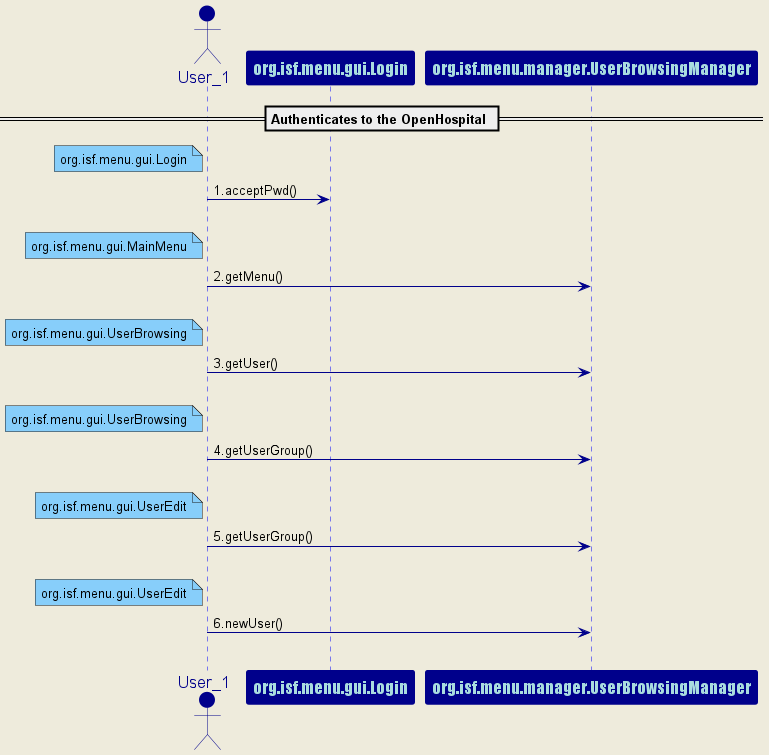 User_1
org.isf.menu.gui.Login
org.isf.menu.manager.UserBrowsingManager
Authenticates to the OpenHospital
org.isf.menu.gui.Login
1.acceptPwd()
org.isf.menu.gui.MainMenu
2.getMenu()
org.isf.menu.gui.UserBrowsing
3.getUser()
org.isf.menu.gui.UserBrowsing
4.getUserGroup()
org.isf.menu.gui.UserEdit
5.getUserGroup()
org.isf.menu.gui.UserEdit
6.newUser()
User_1
org.isf.menu.gui.Login
org.isf.menu.manager.UserBrowsingManager